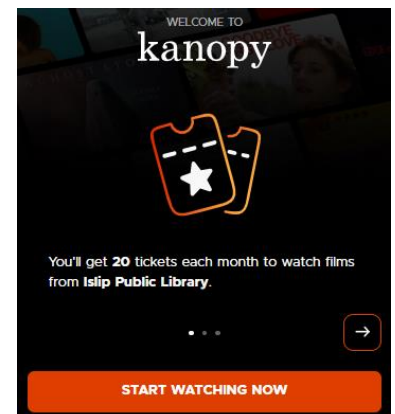 WELCOME TO
kanopy
You'll get 20 tickets each month to watch films
from Islip Public Library.
START WATCHING NOW